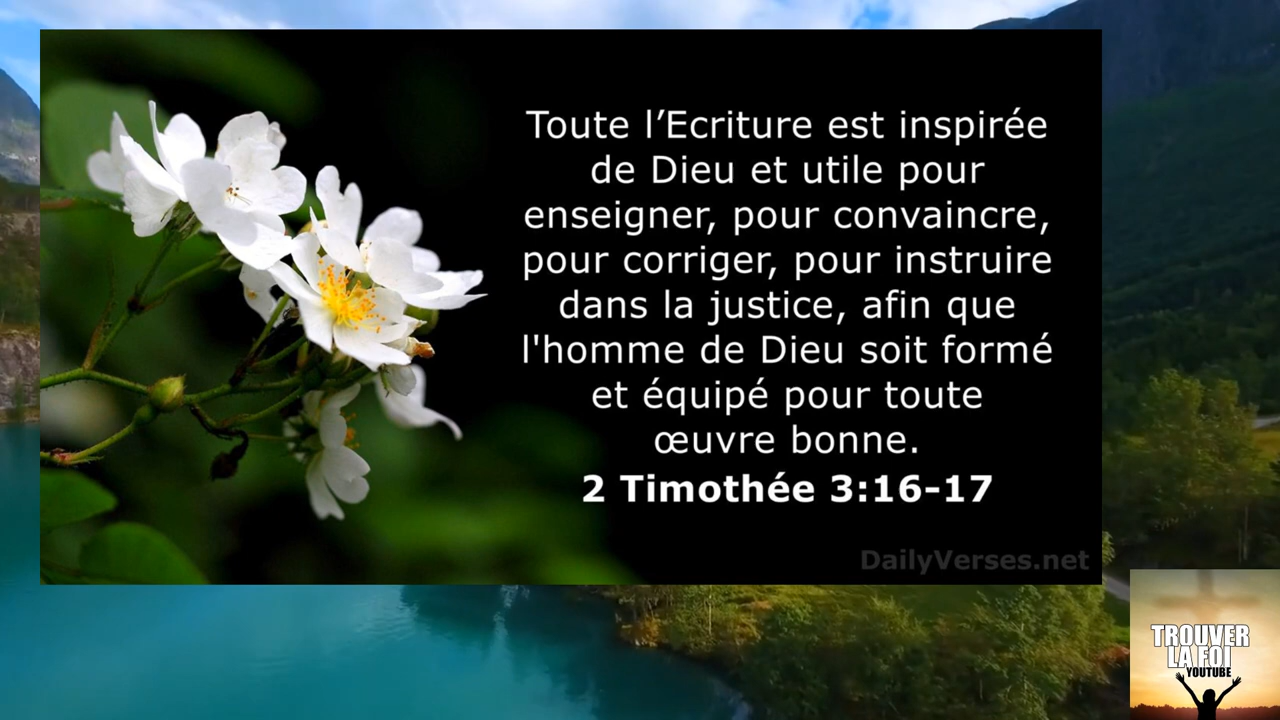 Toute l’Ecriture est inspirée
de Dieu et utile pour
enseigner, pour convaincre,
pour corriger, pour instruire
dans la justice, afin que
l'homme de Dieu soit formé
et équipé pour toute
œuvre bonne.
2 Timothée 3:16-17
DailyVerses.net
TROUVER
LA FOI
YOUTUBE